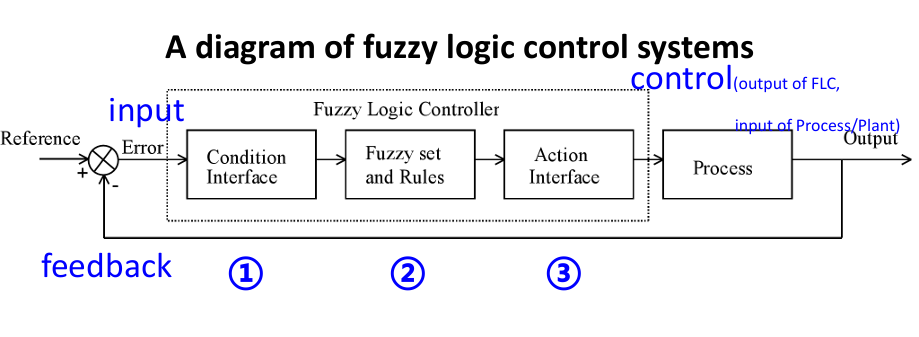 A diagram of fuzzy logic control systems
control(output of FLC,
input of Process/Plant)
input
Fuzzy Logic Controller
Reference
Error
Output
+
-
Condition
Interface
Fuzzy set
and Rules
Action
Interface
Process
feedback
①
②
③